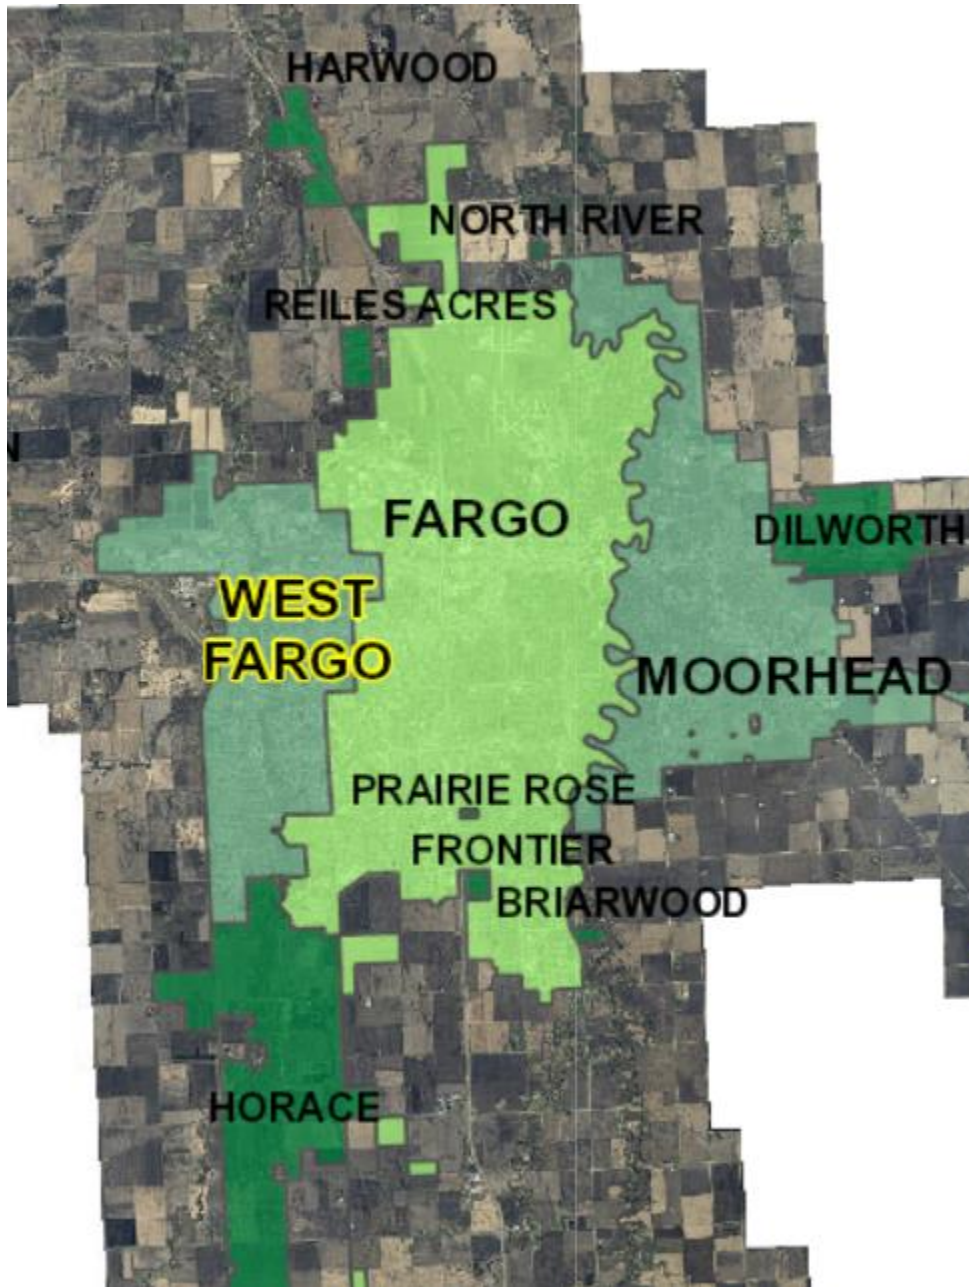 HARWOOD
NORTH RIVER
REILES ACRES
N
FARGO
DILWORTH
WEST
FARGO
MOORHEAD
PRAIRIE ROSE
FRONTIER
BRIARWOOD
HORACE